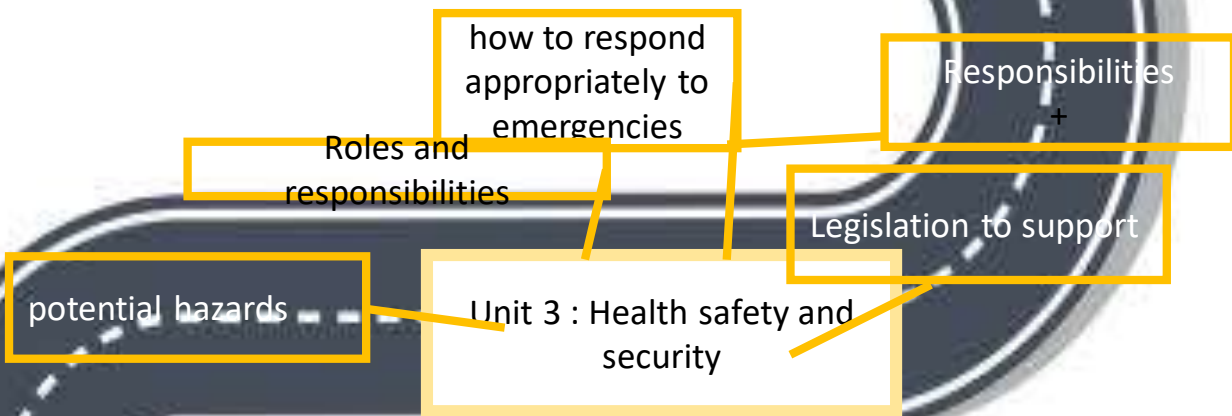 how to respond
appropriately to
emergencies
Responsibilities
+
Roles and
responsibilities
Legislation to support
potential hazards
Unit 3 : Health safety and
security